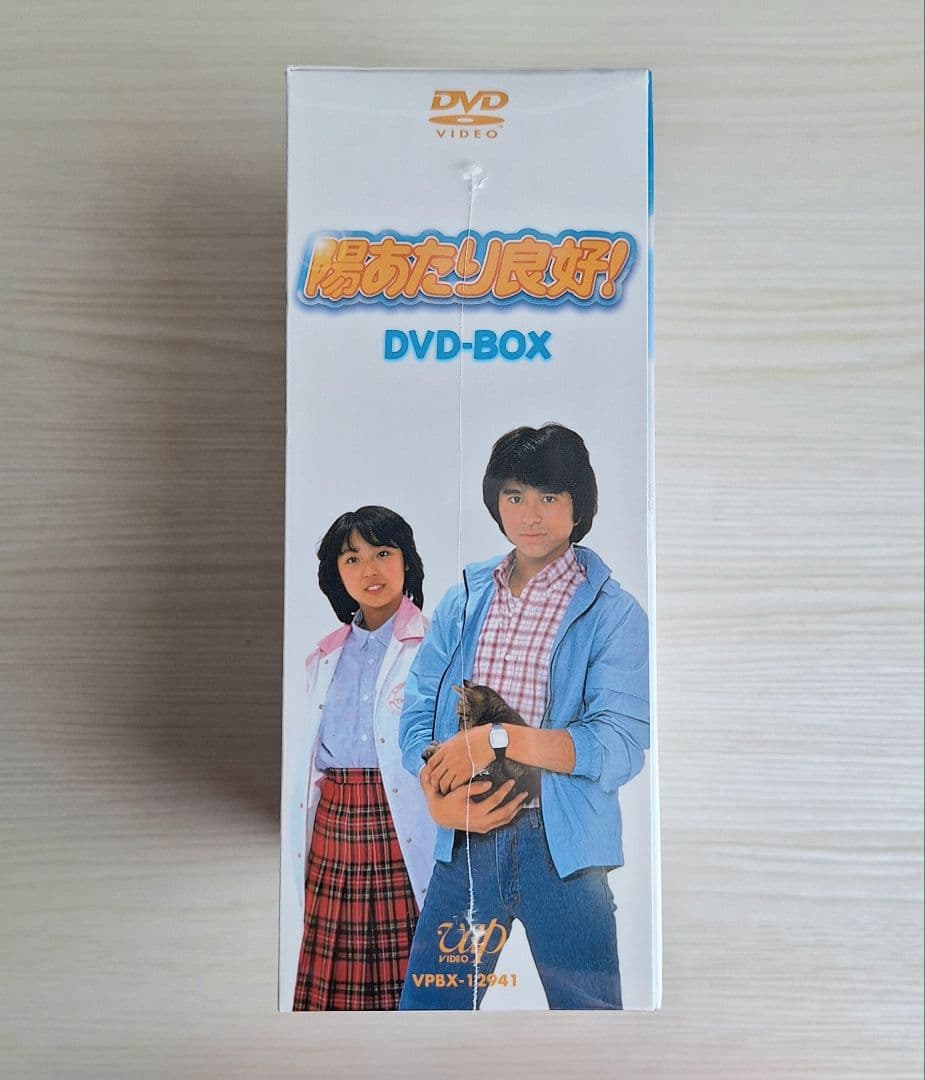 DVD
VIDEO
陽あたり良好!
DVD-BOX
vap
VIDEO
VPBX-12941